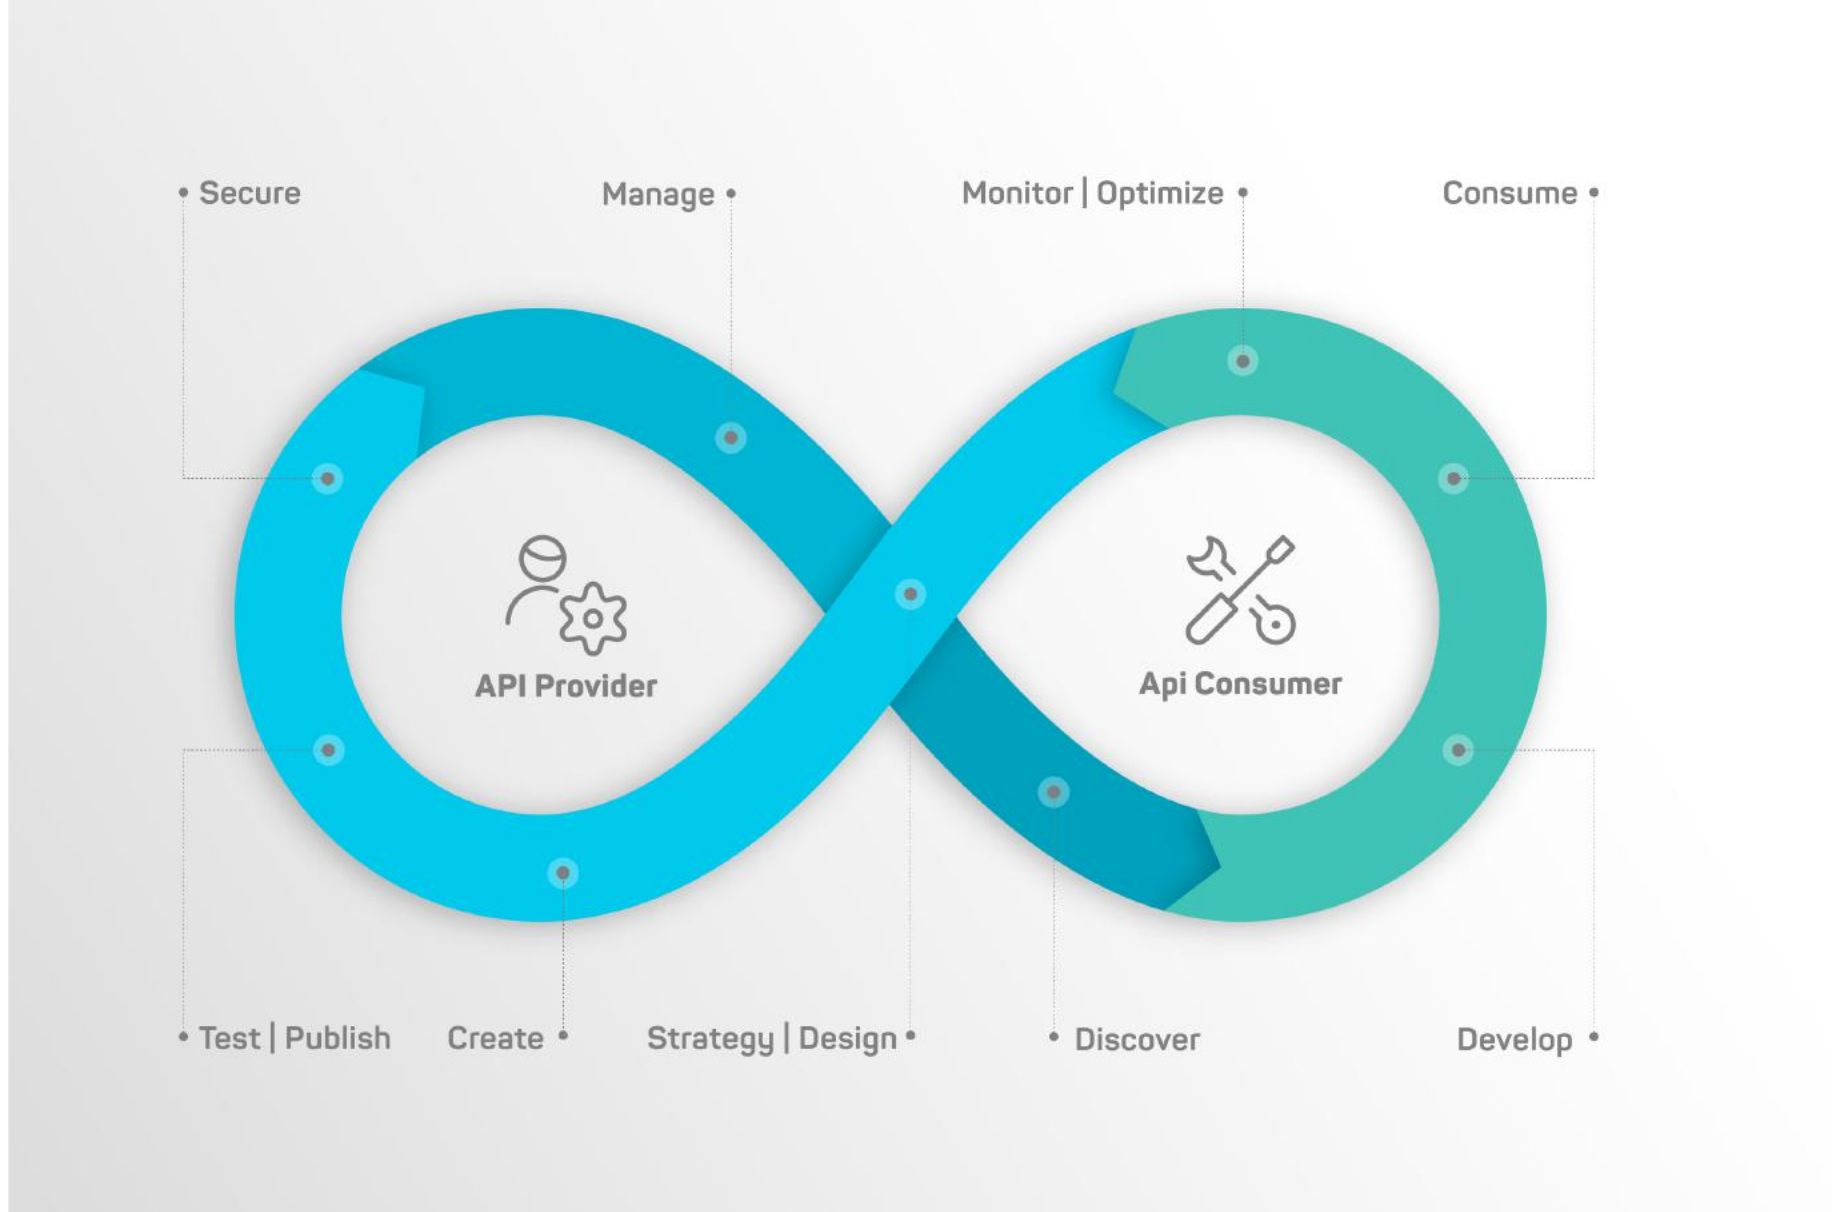 Secure
Manage
Monitor | Optimize
Consume
API Provider
Api Consumer
Test | Publish
Create
Strategy | Design
Discover
Develop